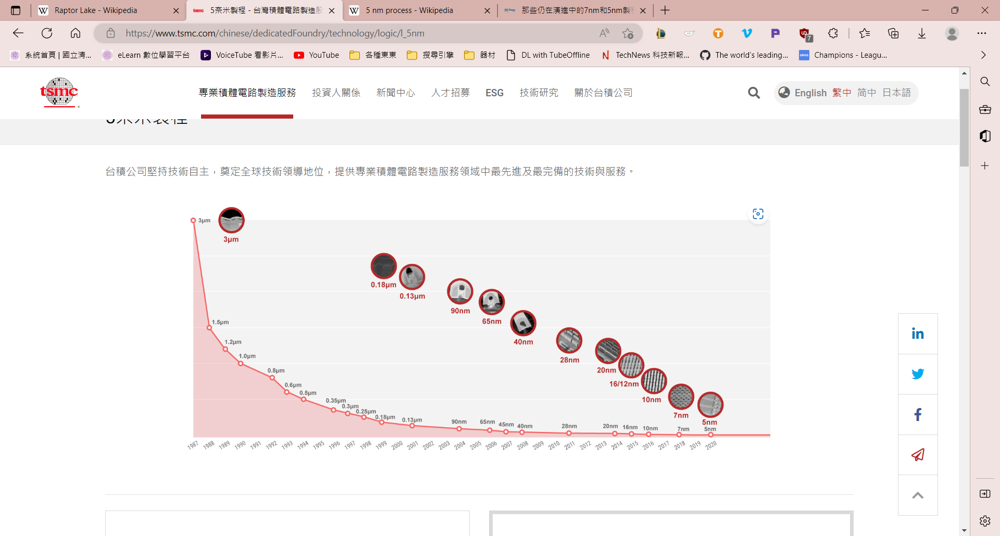 Raptor Lake - Wikipedia
5奈米製程 - 台灣積體電路製造股
5 nm process - Wikipedia
那些仍在演進中的7nm和5nm製
https://www.tsmc.com/chinese/dedicatedFoundry/technology/logic/l_5nm
7
系統首頁 | 國立清...
eLearn 數位學習平台
VoiceTube 看影片...
YouTube
各種東東
搜尋引擎
器材
DL with TubeOffline
TechNews 科技新報...
The world's leading...
Champions - Leagu...
tsmc
專業積體電路製造服務
投資人關係
新聞中心
人才招募
ESG
技術研究
關於台積公司
English 繁中 简中 日本語
5奈米製程
台積公司堅持技術自主，奠定全球技術領導地位，提供專業積體電路製造服務領域中最先進及最完備的技術與服務。
3μm
3μm
0.18μm
0.13μm
90nm
65nm
40nm
28nm
20nm
16/12nm
10nm
7nm
5nm
1.5μm
1.2μm
1.0μm
0.8μm
0.6μm
0.5μm
0.35μm
0.3μm
0.25μm
0.18μm
0.13μm
90nm
65nm
45nm
40nm
28nm
20nm
16nm
10nm
7nm
5nm
1987 1988 1989 1990 1991 1992 1993 1994 1995 1996 1997 1998 1999 2000 2001 2002 2003 2004 2005 2006 2007 2008 2009 2010 2011 2012 2013 2014 2015 2016 2017 2018 2019 2020